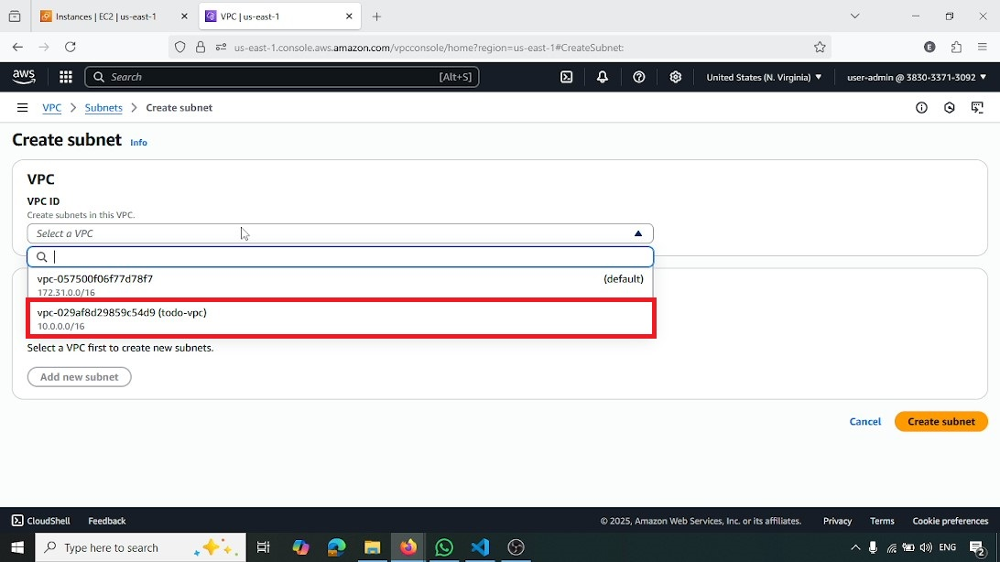 Instances | EC2 | us-east-1
VPC | us-east-1
us-east-1.console.aws.amazon.com/vpcconsole/home?region=us-east-1#CreateSubnet:
E
aws
Search
[Alt+S]
United States (N. Virginia)
user-admin @ 3830-3371-3092
VPC
Subnets
Create subnet
Create subnet
Info
VPC
VPC ID
Create subnets in this VPC.
Select a VPC
vpc-057500f06f77d78f7
(default)
172.31.0.0/16
vpc-029af8d29859c54d9 (todo-vpc)
10.0.0.0/16
Select a VPC first to create new subnets.
Add new subnet
Cancel
Create subnet
CloudShell
Feedback
© 2025, Amazon Web Services, Inc. or its affiliates.
Privacy
Terms
Cookie preferences
Type here to search
ENG
2